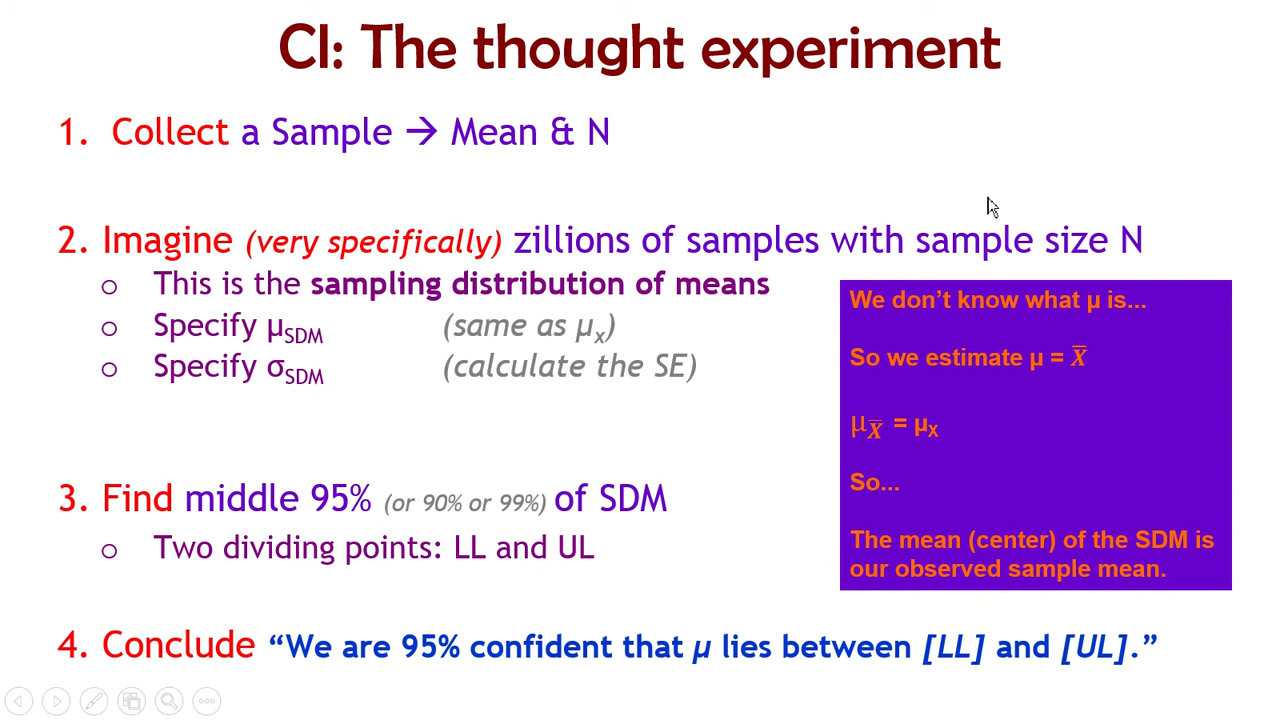 CI: The thought experiment
1. Collect a Sample → Mean & N
2. Imagine (very specifically) zillions of samples with sample size N
o This is the sampling distribution of means
o Specify μSDM (same as μx)
o Specify σSDM (calculate the SE)
3. Find middle 95% (or 90% or 99%) of SDM
o Two dividing points: LL and UL
4. Conclude “We are 95% confident that μ lies between [LL] and [UL].”
We don’t know what μ is...
So we estimate μ = X̅
μX̅ = μX
So...
The mean (center) of the SDM is
our observed sample mean.